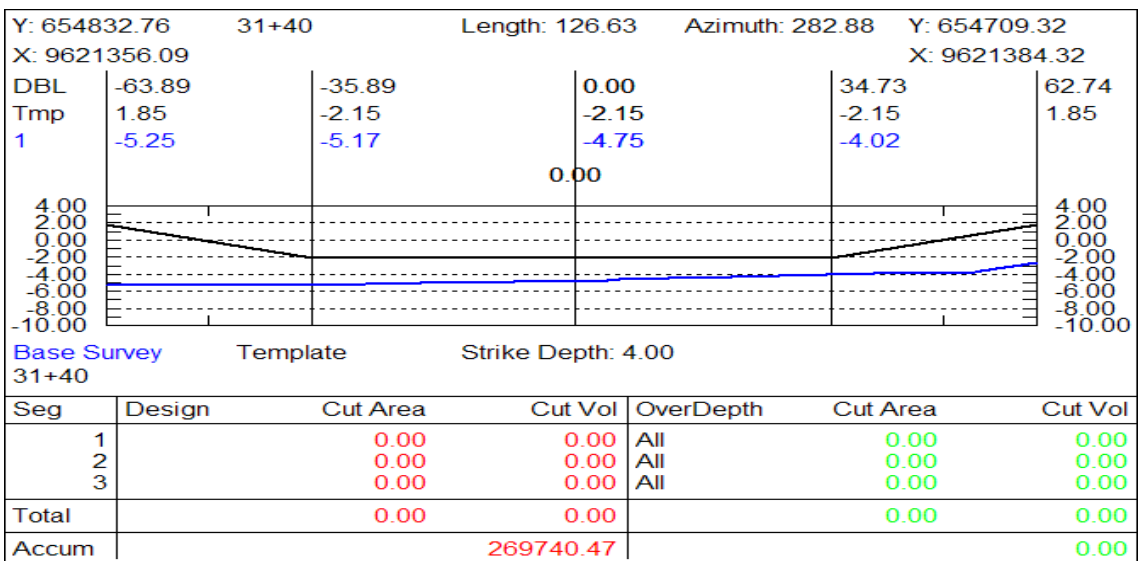 Y: 654832.76 31+40 Length: 126.63 Azimuth: 282.88 Y: 654709.32
X: 9621356.09 X: 9621384.32
DBL -63.89 -35.89 0.00 34.73 62.74
Tmp 1.85 -2.15 -2.15 -2.15 1.85
1 -5.25 -5.17 -4.75 -4.02
0.00
4.00 4.00
2.00 2.00
0.00 0.00
-2.00 -2.00
-4.00 -4.00
-6.00 -6.00
-8.00 -8.00
-10.00 -10.00
Base Survey Template Strike Depth: 4.00
31+40
Seg Design Cut Area Cut Vol OverDepth Cut Area Cut Vol
1 0.00 0.00 All 0.00 0.00
2 0.00 0.00 All 0.00 0.00
3 0.00 0.00 All 0.00 0.00
Total 0.00 0.00 0.00 0.00
Accum 269740.47 0.00